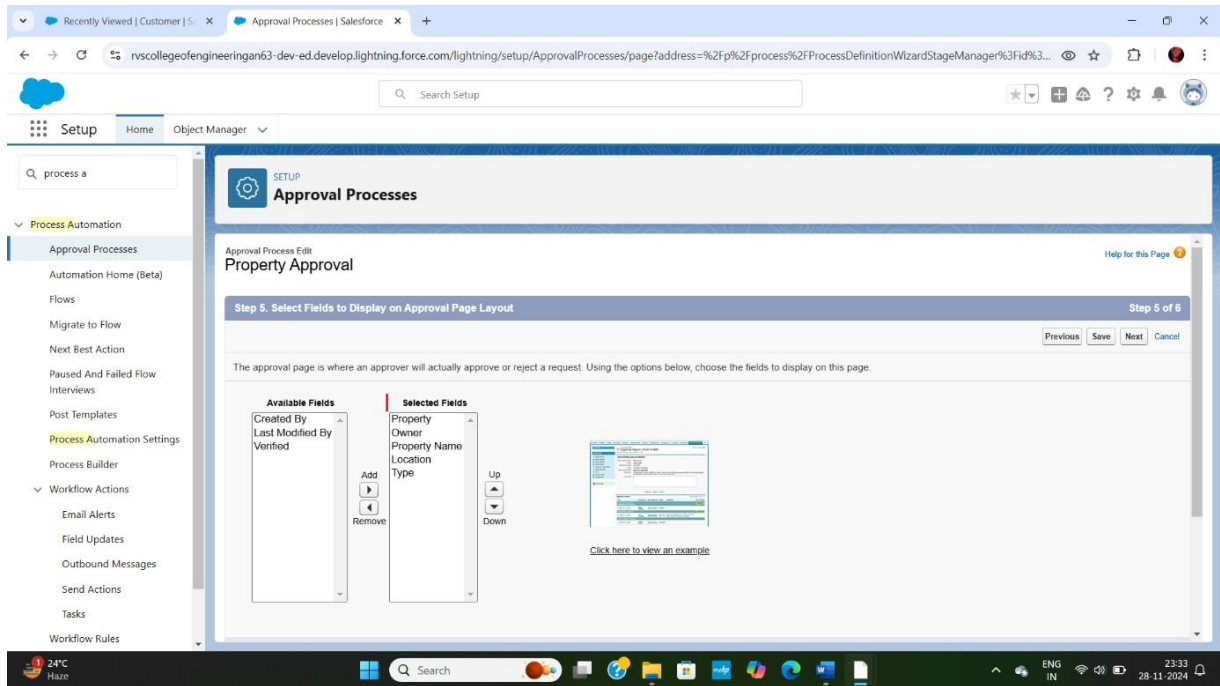 Recently Viewed | Customer | S
Approval Processes | Salesforce
rvscollegeofengineeringan63-dev-ed.develop.lightning.force.com/lightning/setup/ApprovalProcesses/page?address=%2Fp%2Fprocess%2FProcessDefinitionWizardStageManager%3Fid%3...
Search Setup
Setup
Home
Object Manager
process a
SETUP
Approval Processes
Process Automation
Approval Processes
Automation Home (Beta)
Flows
Migrate to Flow
Next Best Action
Paused And Failed Flow
Interviews
Post Templates
Process Automation Settings
Process Builder
Workflow Actions
Email Alerts
Field Updates
Outbound Messages
Send Actions
Tasks
Workflow Rules
Approval Process Edit
Property Approval
Help for this Page
Step 5. Select Fields to Display on Approval Page Layout
Step 5 of 6
Previous Save Next Cancel
The approval page is where an approver will actually approve or reject a request. Using the options below, choose the fields to display on this page.
Available Fields
Created By
Last Modified By
Verified
Add
Remove
Selected Fields
Property
Owner
Property Name
Location
Type
Up
Down
Click here to view an example
1
24°C
Haze
Search
ENG
IN
23:33
28-11-2024